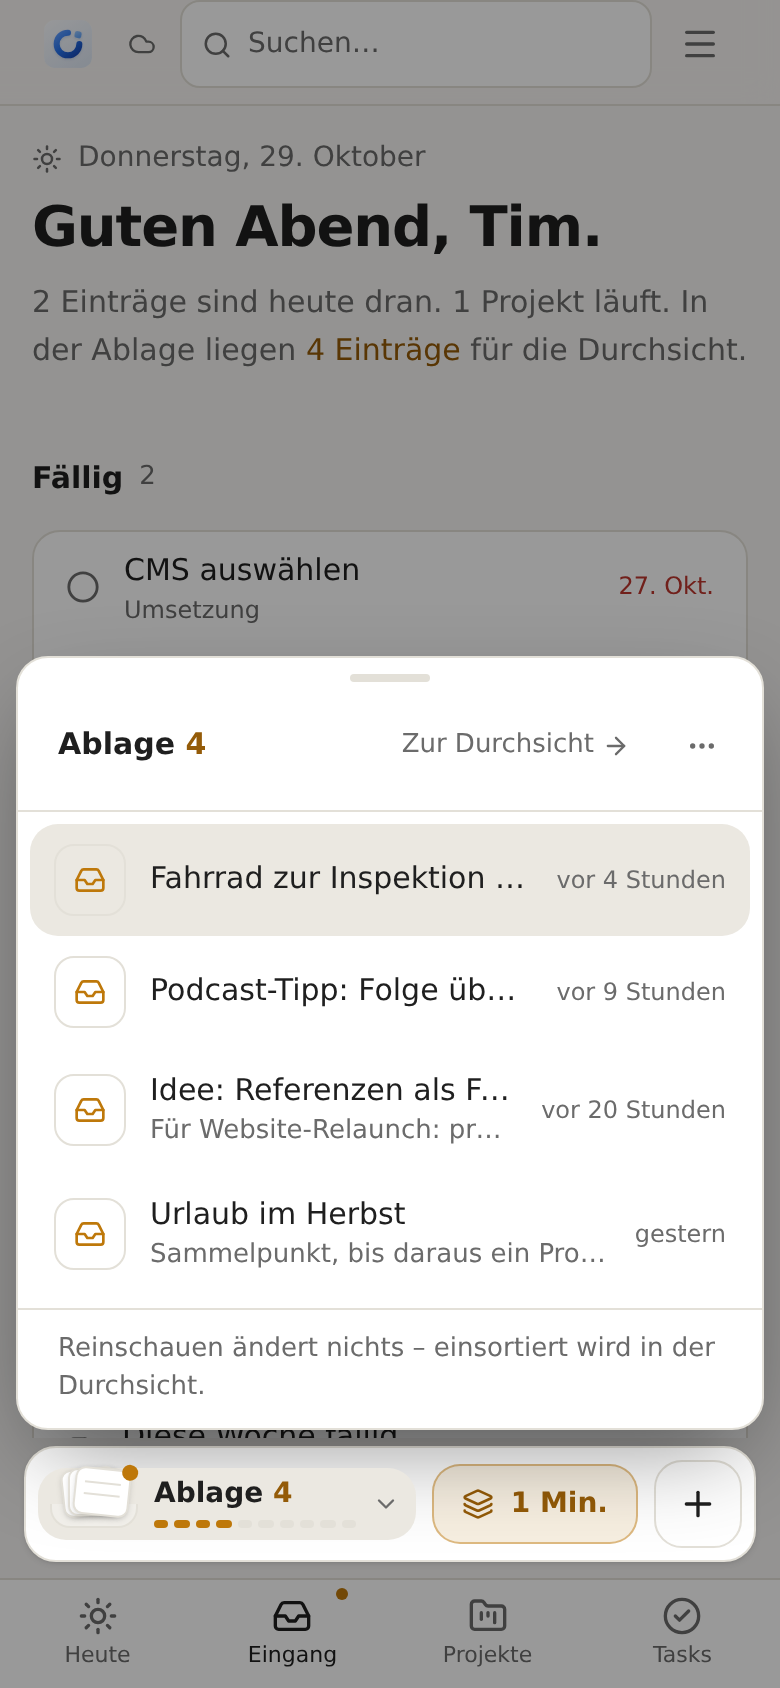 Suchen…
Donnerstag, 29. Oktober
Guten Abend, Tim.
2 Einträge sind heute dran. 1 Projekt läuft. In
der Ablage liegen 4 Einträge für die Durchsicht.
Fällig 2
CMS auswählen
27. Okt.
Umsetzung
Ablage 4
Zur Durchsicht →
Fahrrad zur Inspektion …
vor 4 Stunden
Podcast-Tipp: Folge üb…
vor 9 Stunden
Idee: Referenzen als F…
Für Website-Relaunch: pr…
vor 20 Stunden
Urlaub im Herbst
Sammelpunkt, bis daraus ein Pro…
gestern
Reinschauen ändert nichts – einsortiert wird in der
Durchsicht.
Diese Woche fällig
Ablage 4
1 Min.
Heute
Eingang
Projekte
Tasks